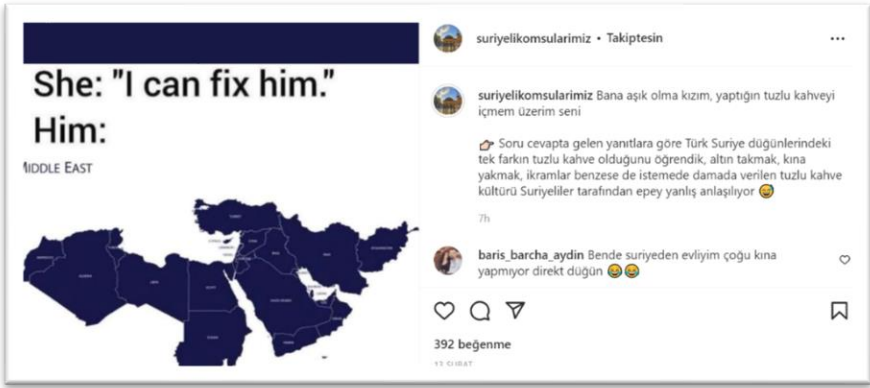 She: "I can fix him."
Him:
MIDDLE EAST
suriyelikomsularimiz • Takiptesin
suriyelikomsularimiz Bana aşık olma kızım, yaptığın tuzlu kahveyi
içmem üzerim seni
👉 Soru cevapta gelen yanıtlara göre Türk Suriye düğünlerindeki
tek farkın tuzlu kahve olduğunu öğrendik, altın takmak, kına
yakmak, ikramlar benzese de istemede damada verilen tuzlu kahve
kültürü Suriyeliler tarafından epey yanlış anlaşılıyor 😅
7h
baris_barcha_aydin Bende suriyeden evliyim çoğu kına
yapmıyor direkt düğün 😂😂
392 beğenme